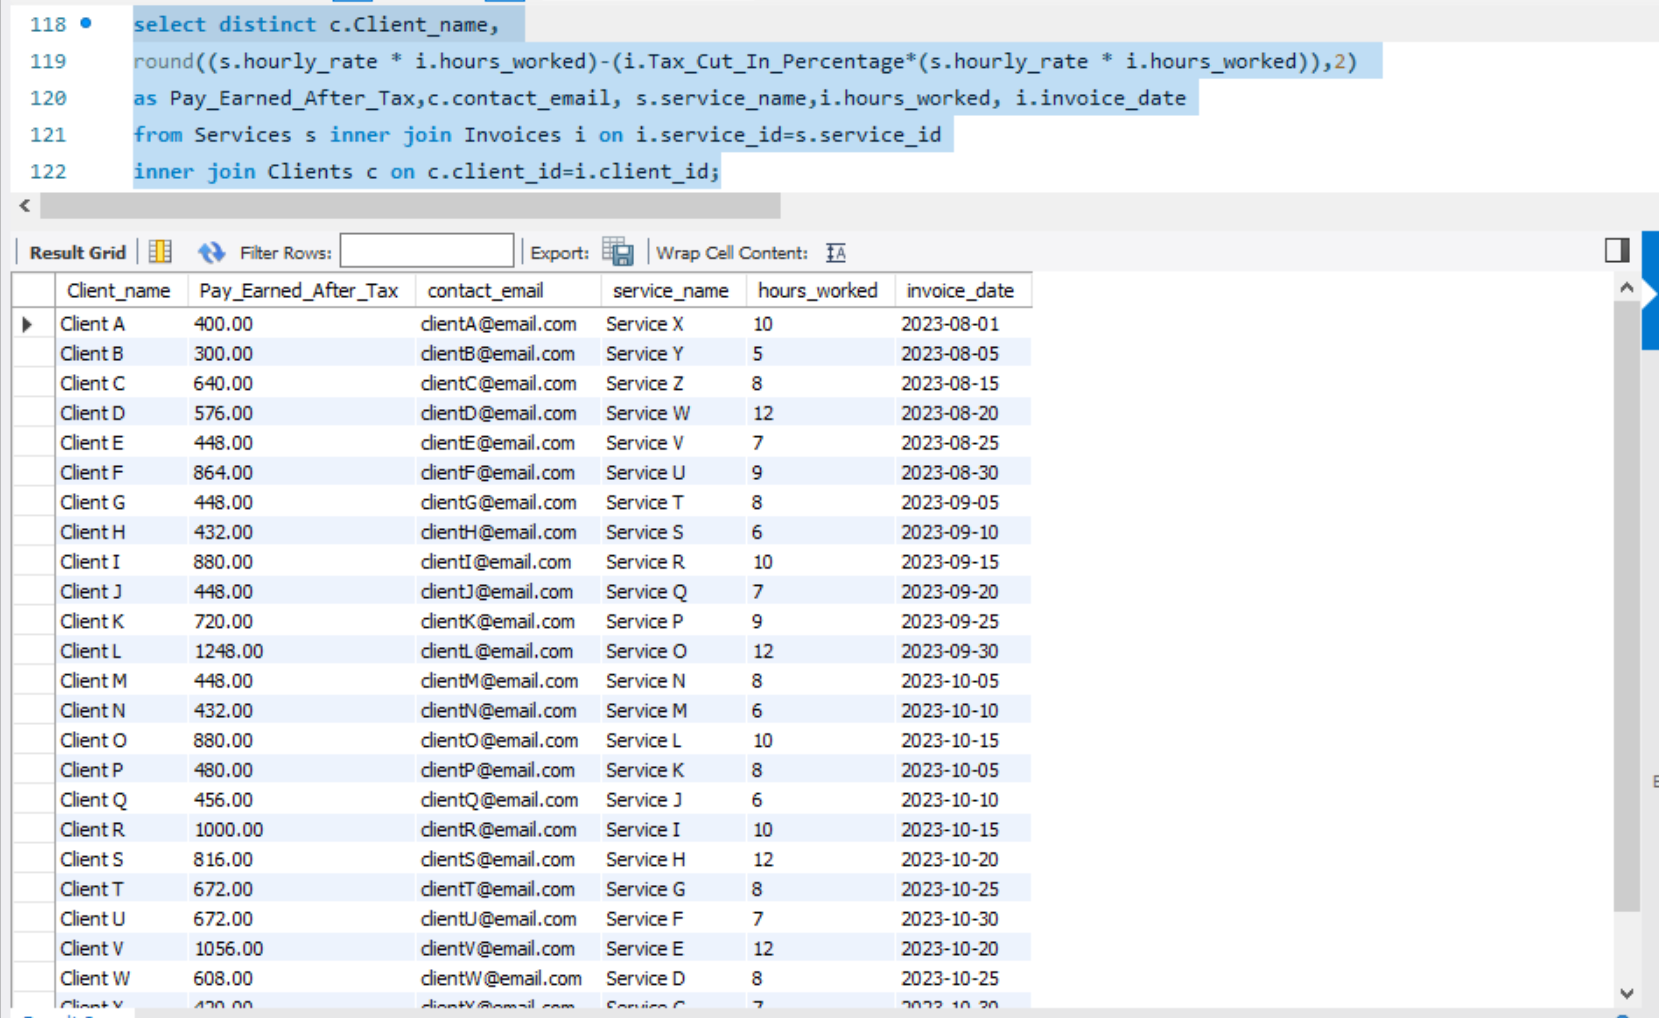 118 select distinct c.Client_name,
119 round((s.hourly_rate * i.hours_worked)-(i.Tax_Cut_In_Percentage*(s.hourly_rate * i.hours_worked)),2)
120 as Pay_Earned_After_Tax,c.contact_email, s.service_name,i.hours_worked, i.invoice_date
121 from Services s inner join Invoices i on i.service_id=s.service_id
122 inner join Clients c on c.client_id=i.client_id;
Result Grid Filter Rows: Export: Wrap Cell Content:
Client_name Pay_Earned_After_Tax contact_email service_name hours_worked invoice_date
Client A 400.00 clientA@email.com Service X 10 2023-08-01
Client B 300.00 clientB@email.com Service Y 5 2023-08-05
Client C 640.00 clientC@email.com Service Z 8 2023-08-15
Client D 576.00 clientD@email.com Service W 12 2023-08-20
Client E 448.00 clientE@email.com Service V 7 2023-08-25
Client F 864.00 clientF@email.com Service U 9 2023-08-30
Client G 448.00 clientG@email.com Service T 8 2023-09-05
Client H 432.00 clientH@email.com Service S 6 2023-09-10
Client I 880.00 clientI@email.com Service R 10 2023-09-15
Client J 448.00 clientJ@email.com Service Q 7 2023-09-20
Client K 720.00 clientK@email.com Service P 9 2023-09-25
Client L 1248.00 clientL@email.com Service O 12 2023-09-30
Client M 448.00 clientM@email.com Service N 8 2023-10-05
Client N 432.00 clientN@email.com Service M 6 2023-10-10
Client O 880.00 clientO@email.com Service L 10 2023-10-15
Client P 480.00 clientP@email.com Service K 8 2023-10-05
Client Q 456.00 clientQ@email.com Service J 6 2023-10-10
Client R 1000.00 clientR@email.com Service I 10 2023-10-15
Client S 816.00 clientS@email.com Service H 12 2023-10-20
Client T 672.00 clientT@email.com Service G 8 2023-10-25
Client U 672.00 clientU@email.com Service F 7 2023-10-30
Client V 1056.00 clientV@email.com Service E 12 2023-10-20
Client W 608.00 clientW@email.com Service D 8 2023-10-25
Client X clientX@email.com Service C 7 2023-10-30